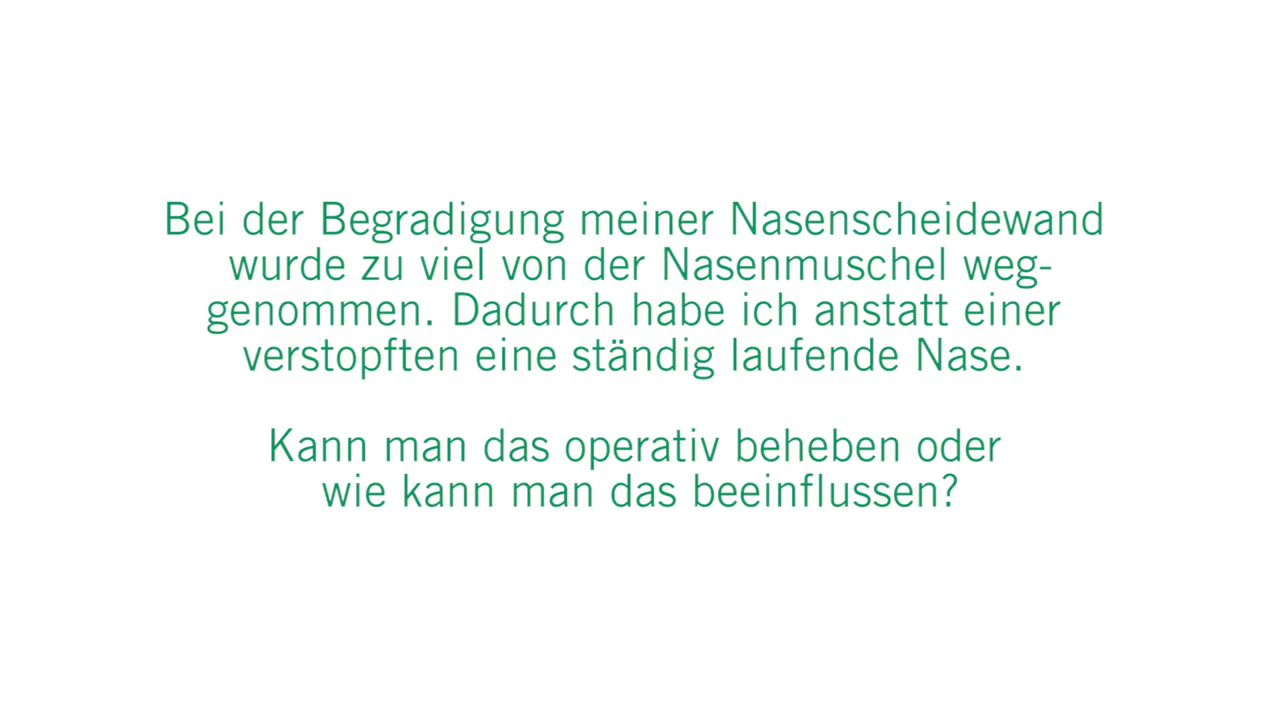 Bei der Begradigung meiner Nasenscheidewand
wurde zu viel von der Nasenmuschel weg-
genommen. Dadurch habe ich anstatt einer
verstopften eine ständig laufende Nase.
Kann man das operativ beheben oder
wie kann man das beeinflussen?